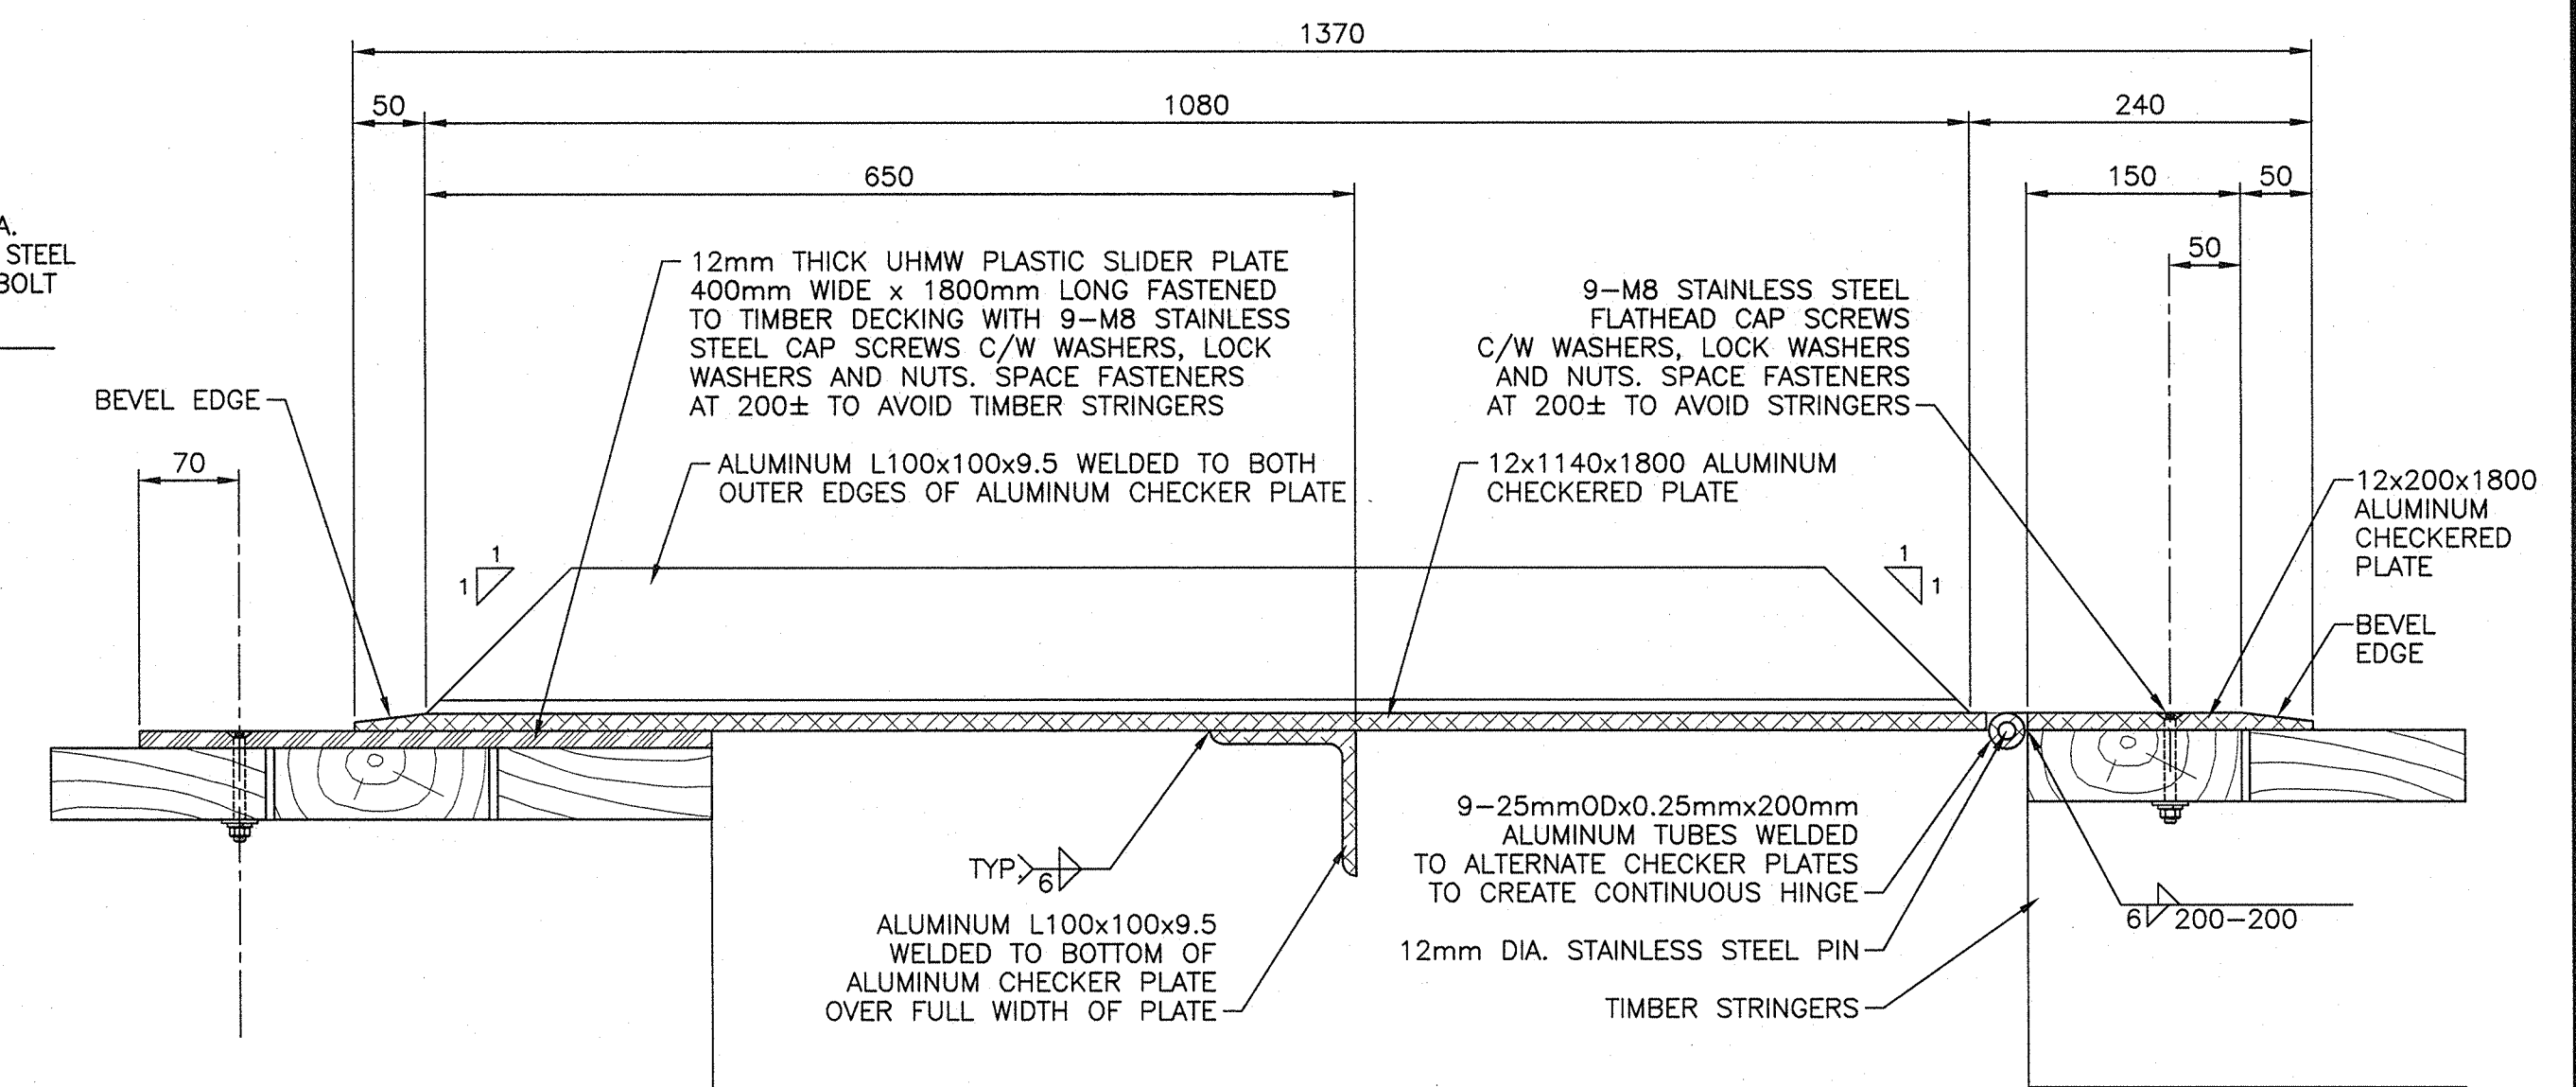 1370
50
1080
240
650
150
50
50
A.
STEEL
BOLT
12mm THICK UHMW PLASTIC SLIDER PLATE
400mm WIDE x 1800mm LONG FASTENED
TO TIMBER DECKING WITH 9-M8 STAINLESS
STEEL CAP SCREWS C/W WASHERS, LOCK
WASHERS AND NUTS. SPACE FASTENERS
AT 200± TO AVOID TIMBER STRINGERS
9-M8 STAINLESS STEEL
FLATHEAD CAP SCREWS
C/W WASHERS, LOCK WASHERS
AND NUTS. SPACE FASTENERS
AT 200± TO AVOID STRINGERS
BEVEL EDGE
70
ALUMINUM L100x100x9.5 WELDED TO BOTH
OUTER EDGES OF ALUMINUM CHECKER PLATE
12x1140x1800 ALUMINUM
CHECKERED PLATE
12x200x1800
ALUMINUM
CHECKERED
PLATE
1
1
1
1
BEVEL
EDGE
TYP.
6
ALUMINUM L100x100x9.5
WELDED TO BOTTOM OF
ALUMINUM CHECKER PLATE
OVER FULL WIDTH OF PLATE
9-25mmODx0.25mmx200mm
ALUMINUM TUBES WELDED
TO ALTERNATE CHECKER PLATES
TO CREATE CONTINUOUS HINGE
12mm DIA. STAINLESS STEEL PIN
TIMBER STRINGERS
6 200-200